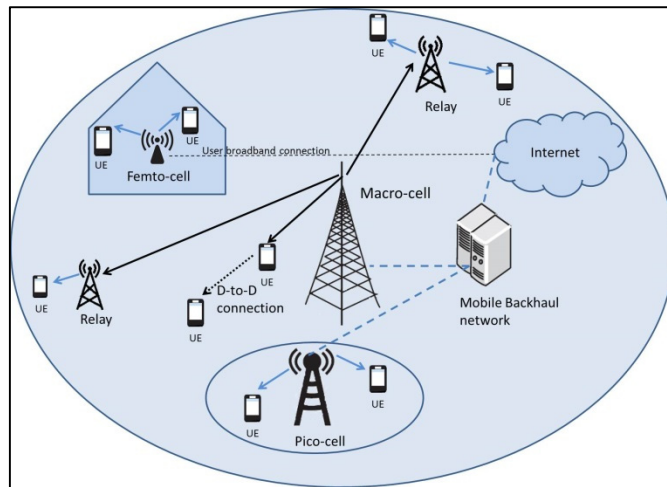 UE
Relay
UE
UE
UE
Femto-cell
User broadband connection
Internet
Macro-cell
UE
Relay
UE
D-to-D
connection
UE
Mobile Backhaul
network
UE
UE
Pico-cell